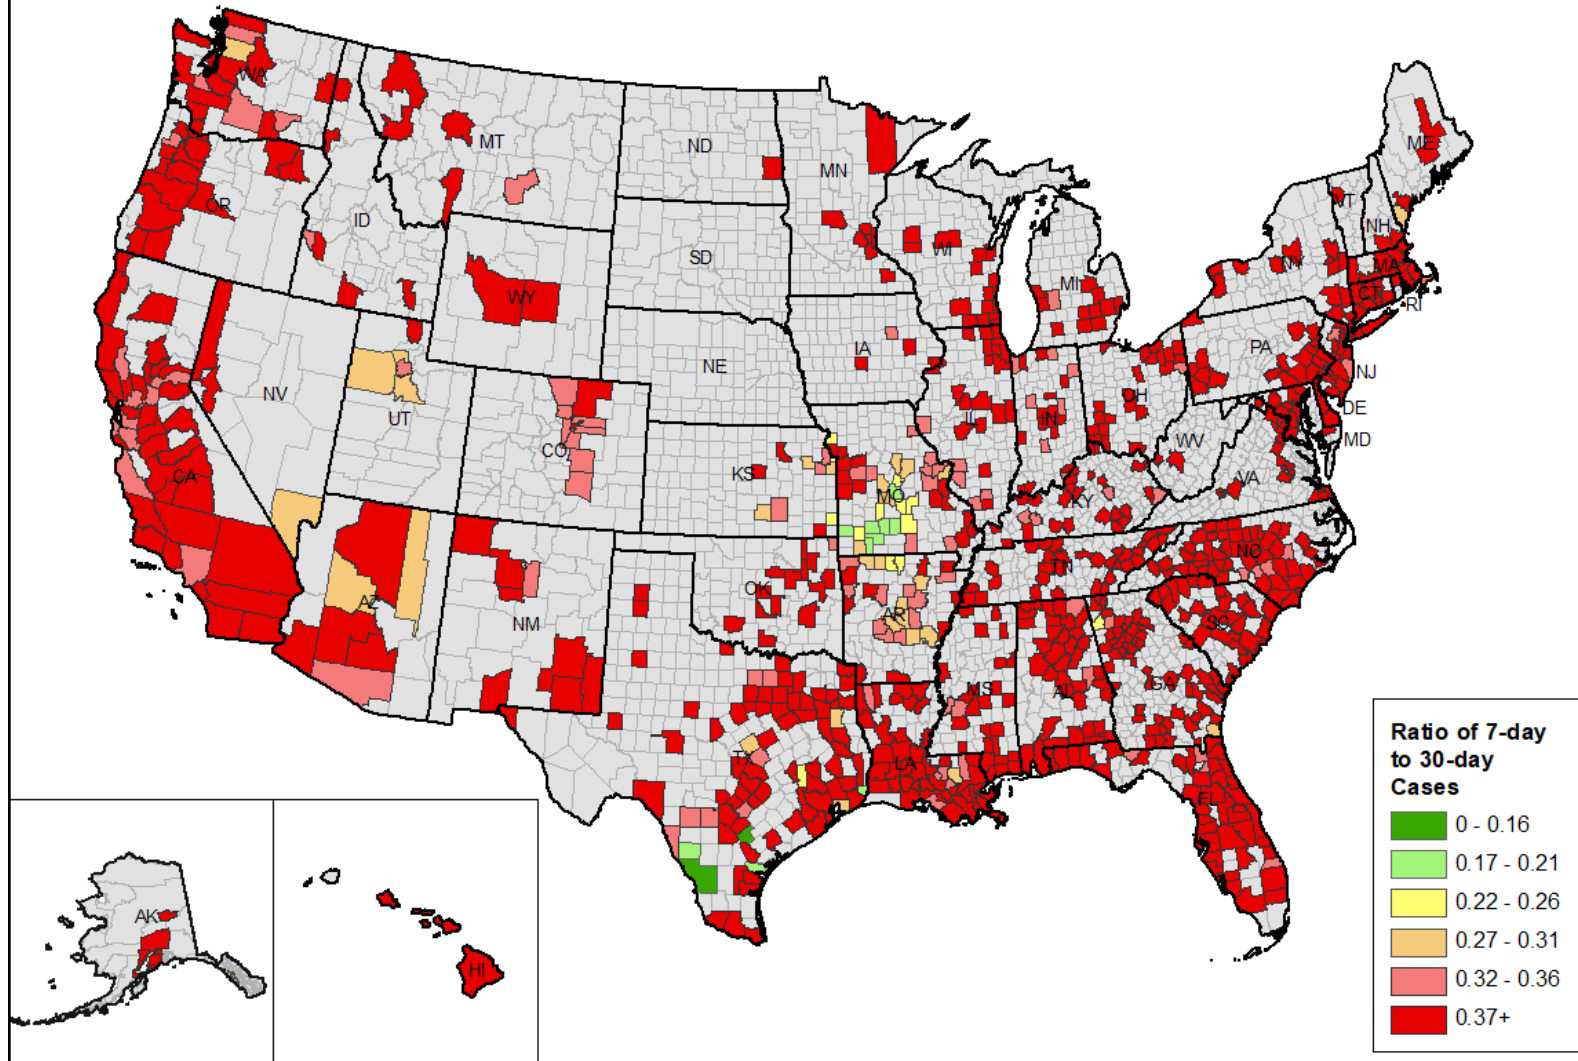 WA
MT
ND
MN
ME
OR
ID
SD
WI
MI
VT
NH
NY
MA
CT
RI
WY
IA
NE
PA
NJ
NV
UT
CO
IL
IN
OH
DE
MD
WV
VA
CA
KS
MO
KY
AZ
NM
OK
AR
TN
NC
SC
MS
AL
GA
TX
LA
FL
AK
HI
Ratio of 7-day
to 30-day
Cases
0 - 0.16
0.17 - 0.21
0.22 - 0.26
0.27 - 0.31
0.32 - 0.36
0.37+